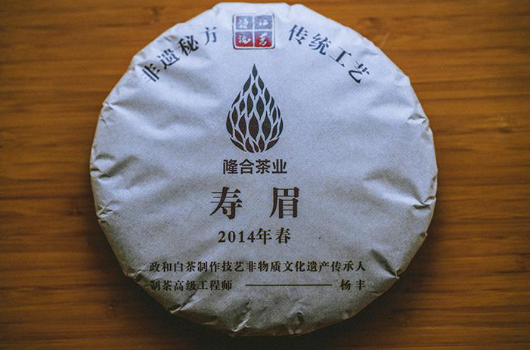 非遗秘方 传统工艺
隆合茶业
寿眉
2014年春
政和白茶制作技艺非物质文化遗产传承人
制茶高级工程师 ——— 杨丰